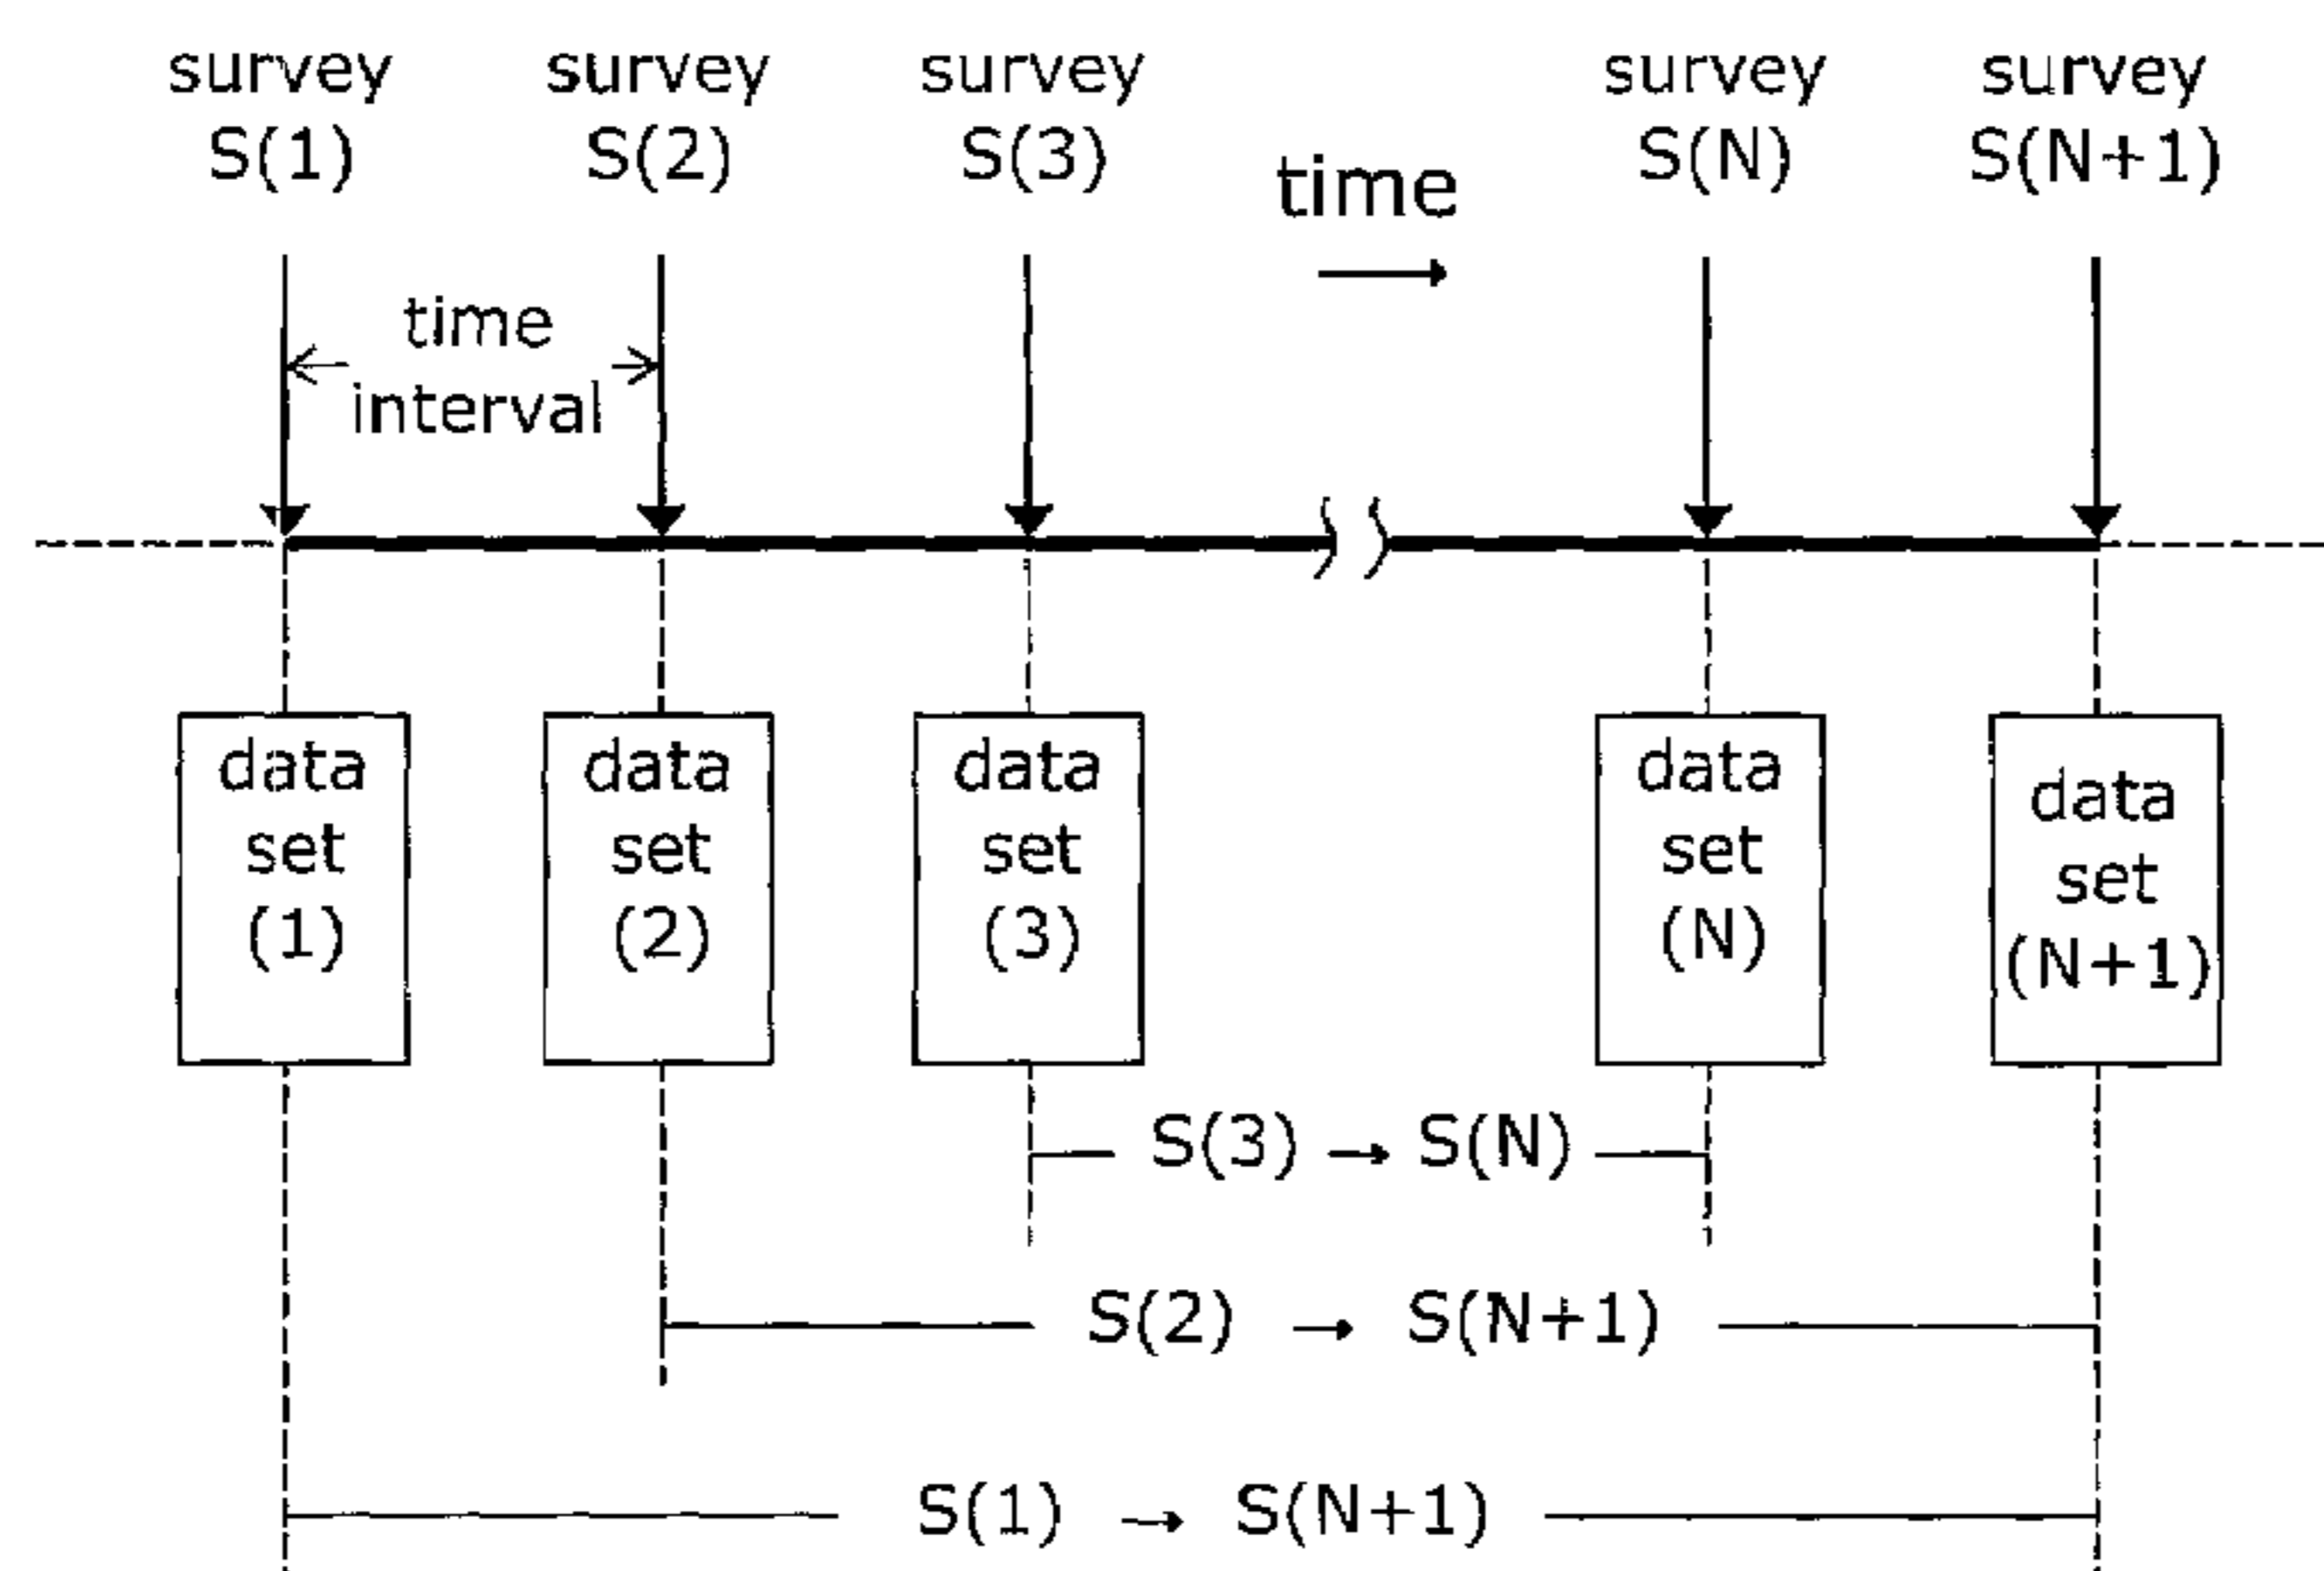 survey
S(1)
survey
S(2)
survey
S(3)
time
survey
S(N)
survey
S(N+1)
time
interval
data
set
(1)
data
set
(2)
data
set
(3)
data
set
(N)
data
set
(N+1)
S(3) → S(N)
S(2) → S(N+1)
S(1) → S(N+1)